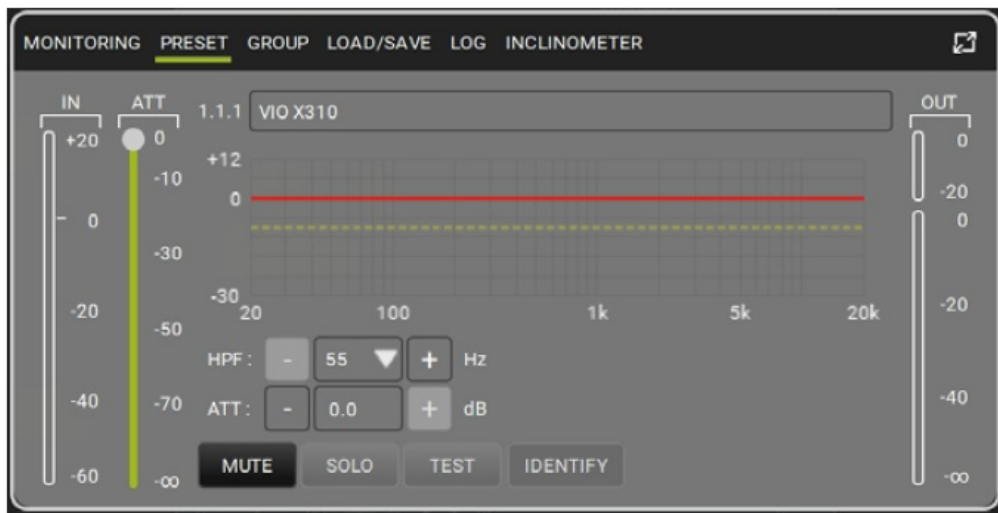 MONITORING PRESET GROUP LOAD/SAVE LOG INCLINOMETER
IN ATT 1.1.1 VIO X310 OUT
+20 0 +12 0
-10 0 -20
0 0
-30 -30
20 100 1k 5k 20k
-20 -50 -20
HPF: - 55 + Hz
-40 -70 ATT: - 0.0 + dB -40
MUTE SOLO TEST IDENTIFY
-60 -∞ -∞